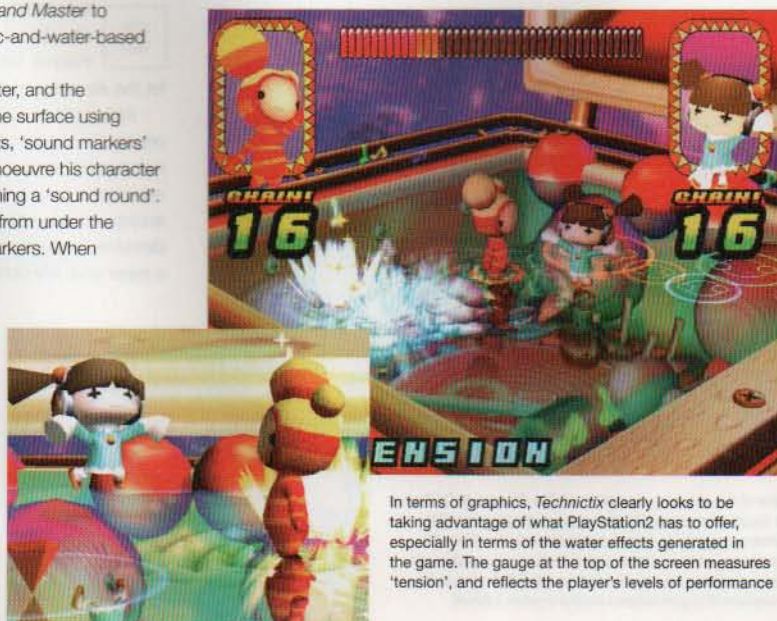 and Master to
c-and-water-based
ter, and the
e surface using
ts, 'sound markers'
noeuvre his character
ning a 'sound round'.
from under the
arkers. When
CHAIN!
16
CHAIN!
16
ENSION
In terms of graphics, Technictix clearly looks to be
taking advantage of what PlayStation2 has to offer,
especially in terms of the water effects generated in
the game. The gauge at the top of the screen measures
'tension', and reflects the player's levels of performance